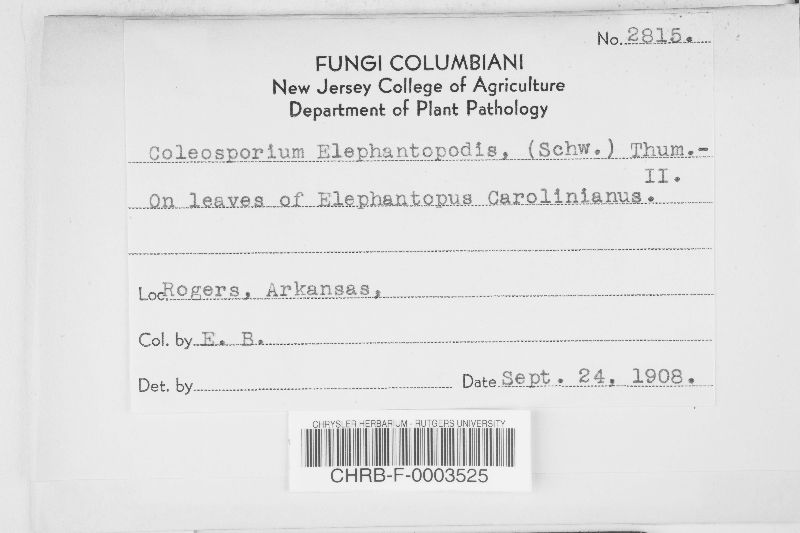 No. 2815.
FUNGI COLUMBIANI
New Jersey College of Agriculture
Department of Plant Pathology
Coleosporium Elephantopodis, (Schw.) Thum.-
II.
On leaves of Elephantopus Carolinianus.
Loc. Rogers, Arkansas,
Col. by E. B.
Det. by
Date Sept. 24, 1908.
CHRYSLER HERBARIUM - RUTGERS UNIVERSITY
CHRB-F-0003525